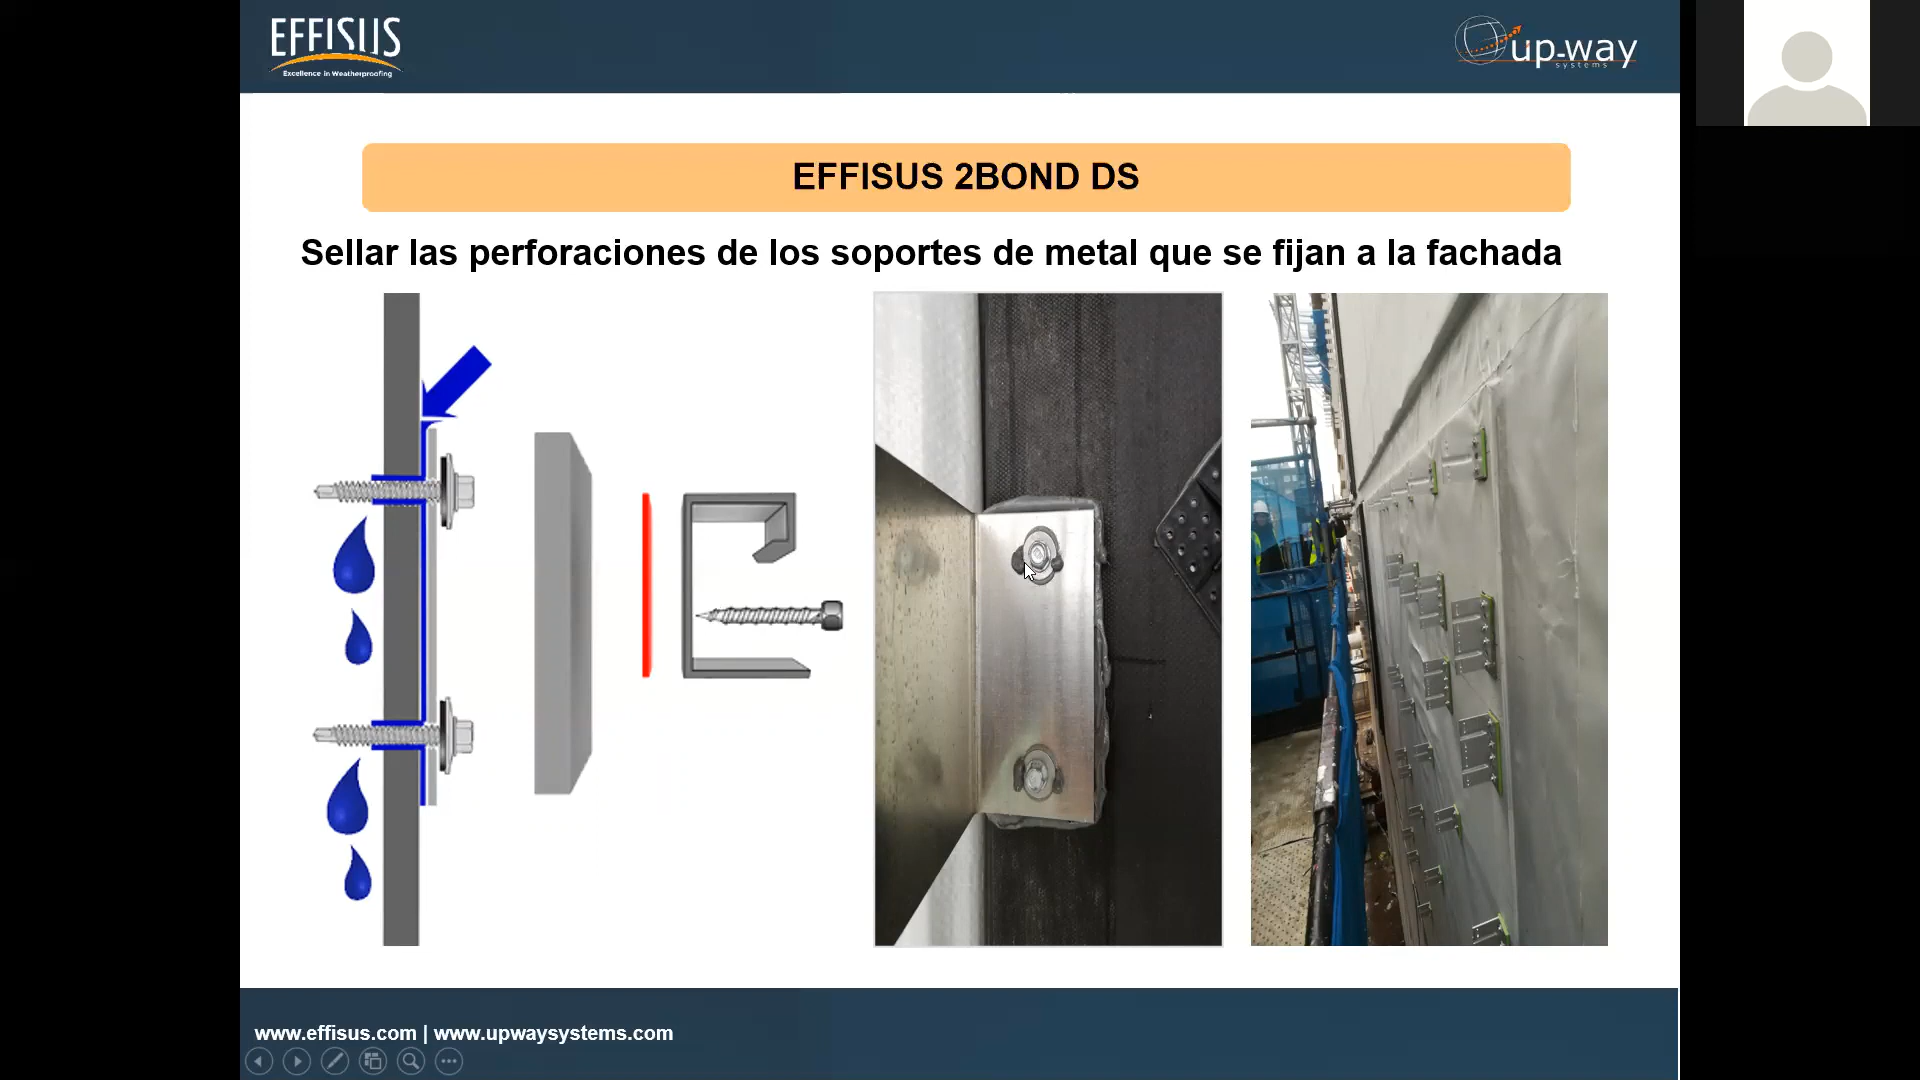 EFFISUS
Excellence in Weatherproofing
up-way
systems
EFFISUS 2BOND DS
Sellar las perforaciones de los soportes de metal que se fijan a la fachada
www.effisus.com | www.upwaysystems.com